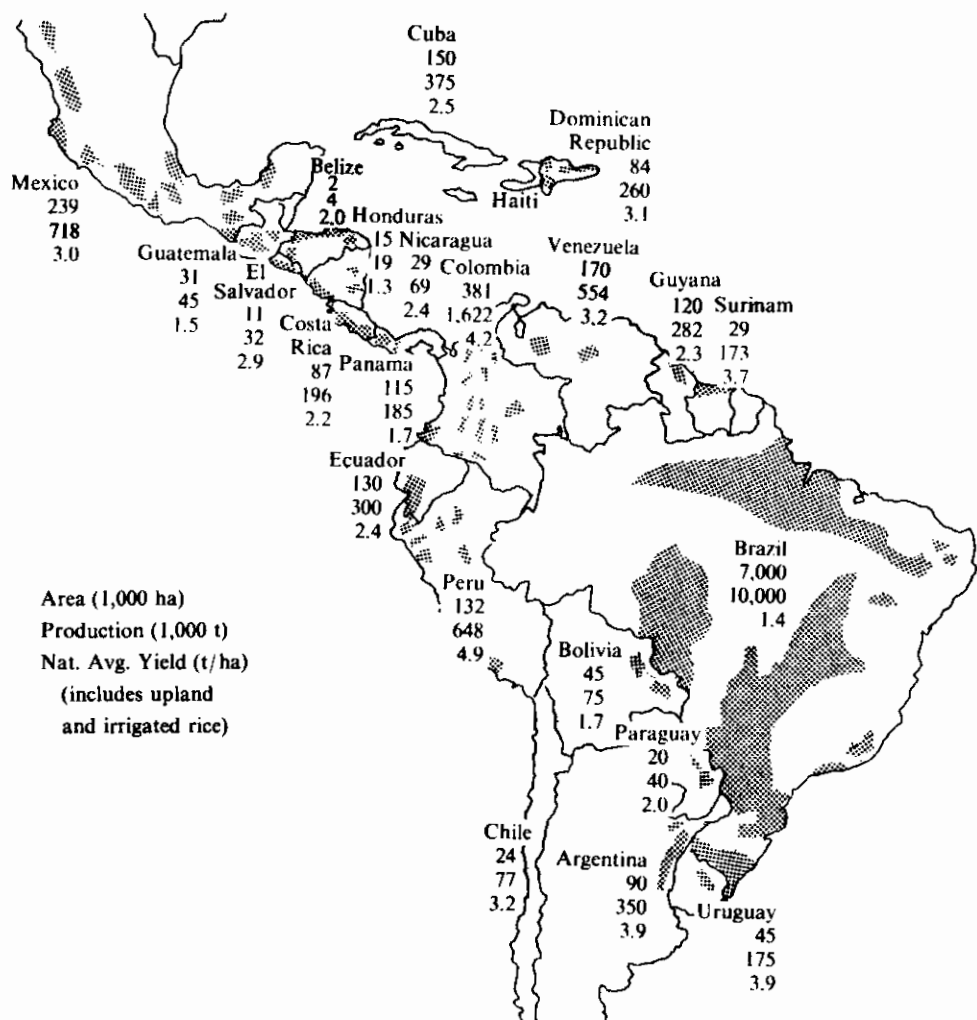 Cuba
150
375
2.5
Dominican
Republic
84
260
3.1
Haiti
Mexico
239
718
3.0
Belize
2
4
2.0
Honduras
15
19
1.3
Guatemala
31
45
1.5
El
Salvador
11
32
2.9
Nicaragua
29
69
2.4
Costa
Rica
87
196
2.2
Panama
115
185
1.7
Colombia
381
1,622
4.2
Venezuela
170
554
3.2
Guyana
120
282
2.3
Surinam
29
173
3.7
Ecuador
130
300
2.4
Peru
132
648
4.9
Brazil
7,000
10,000
1.4
Bolivia
45
75
1.7
Paraguay
20
40
2.0
Chile
24
77
3.2
Argentina
90
350
3.9
Uruguay
45
175
3.9
Area (1,000 ha)
Production (1,000 t)
Nat. Avg. Yield (t/ha)
(includes upland
and irrigated rice)